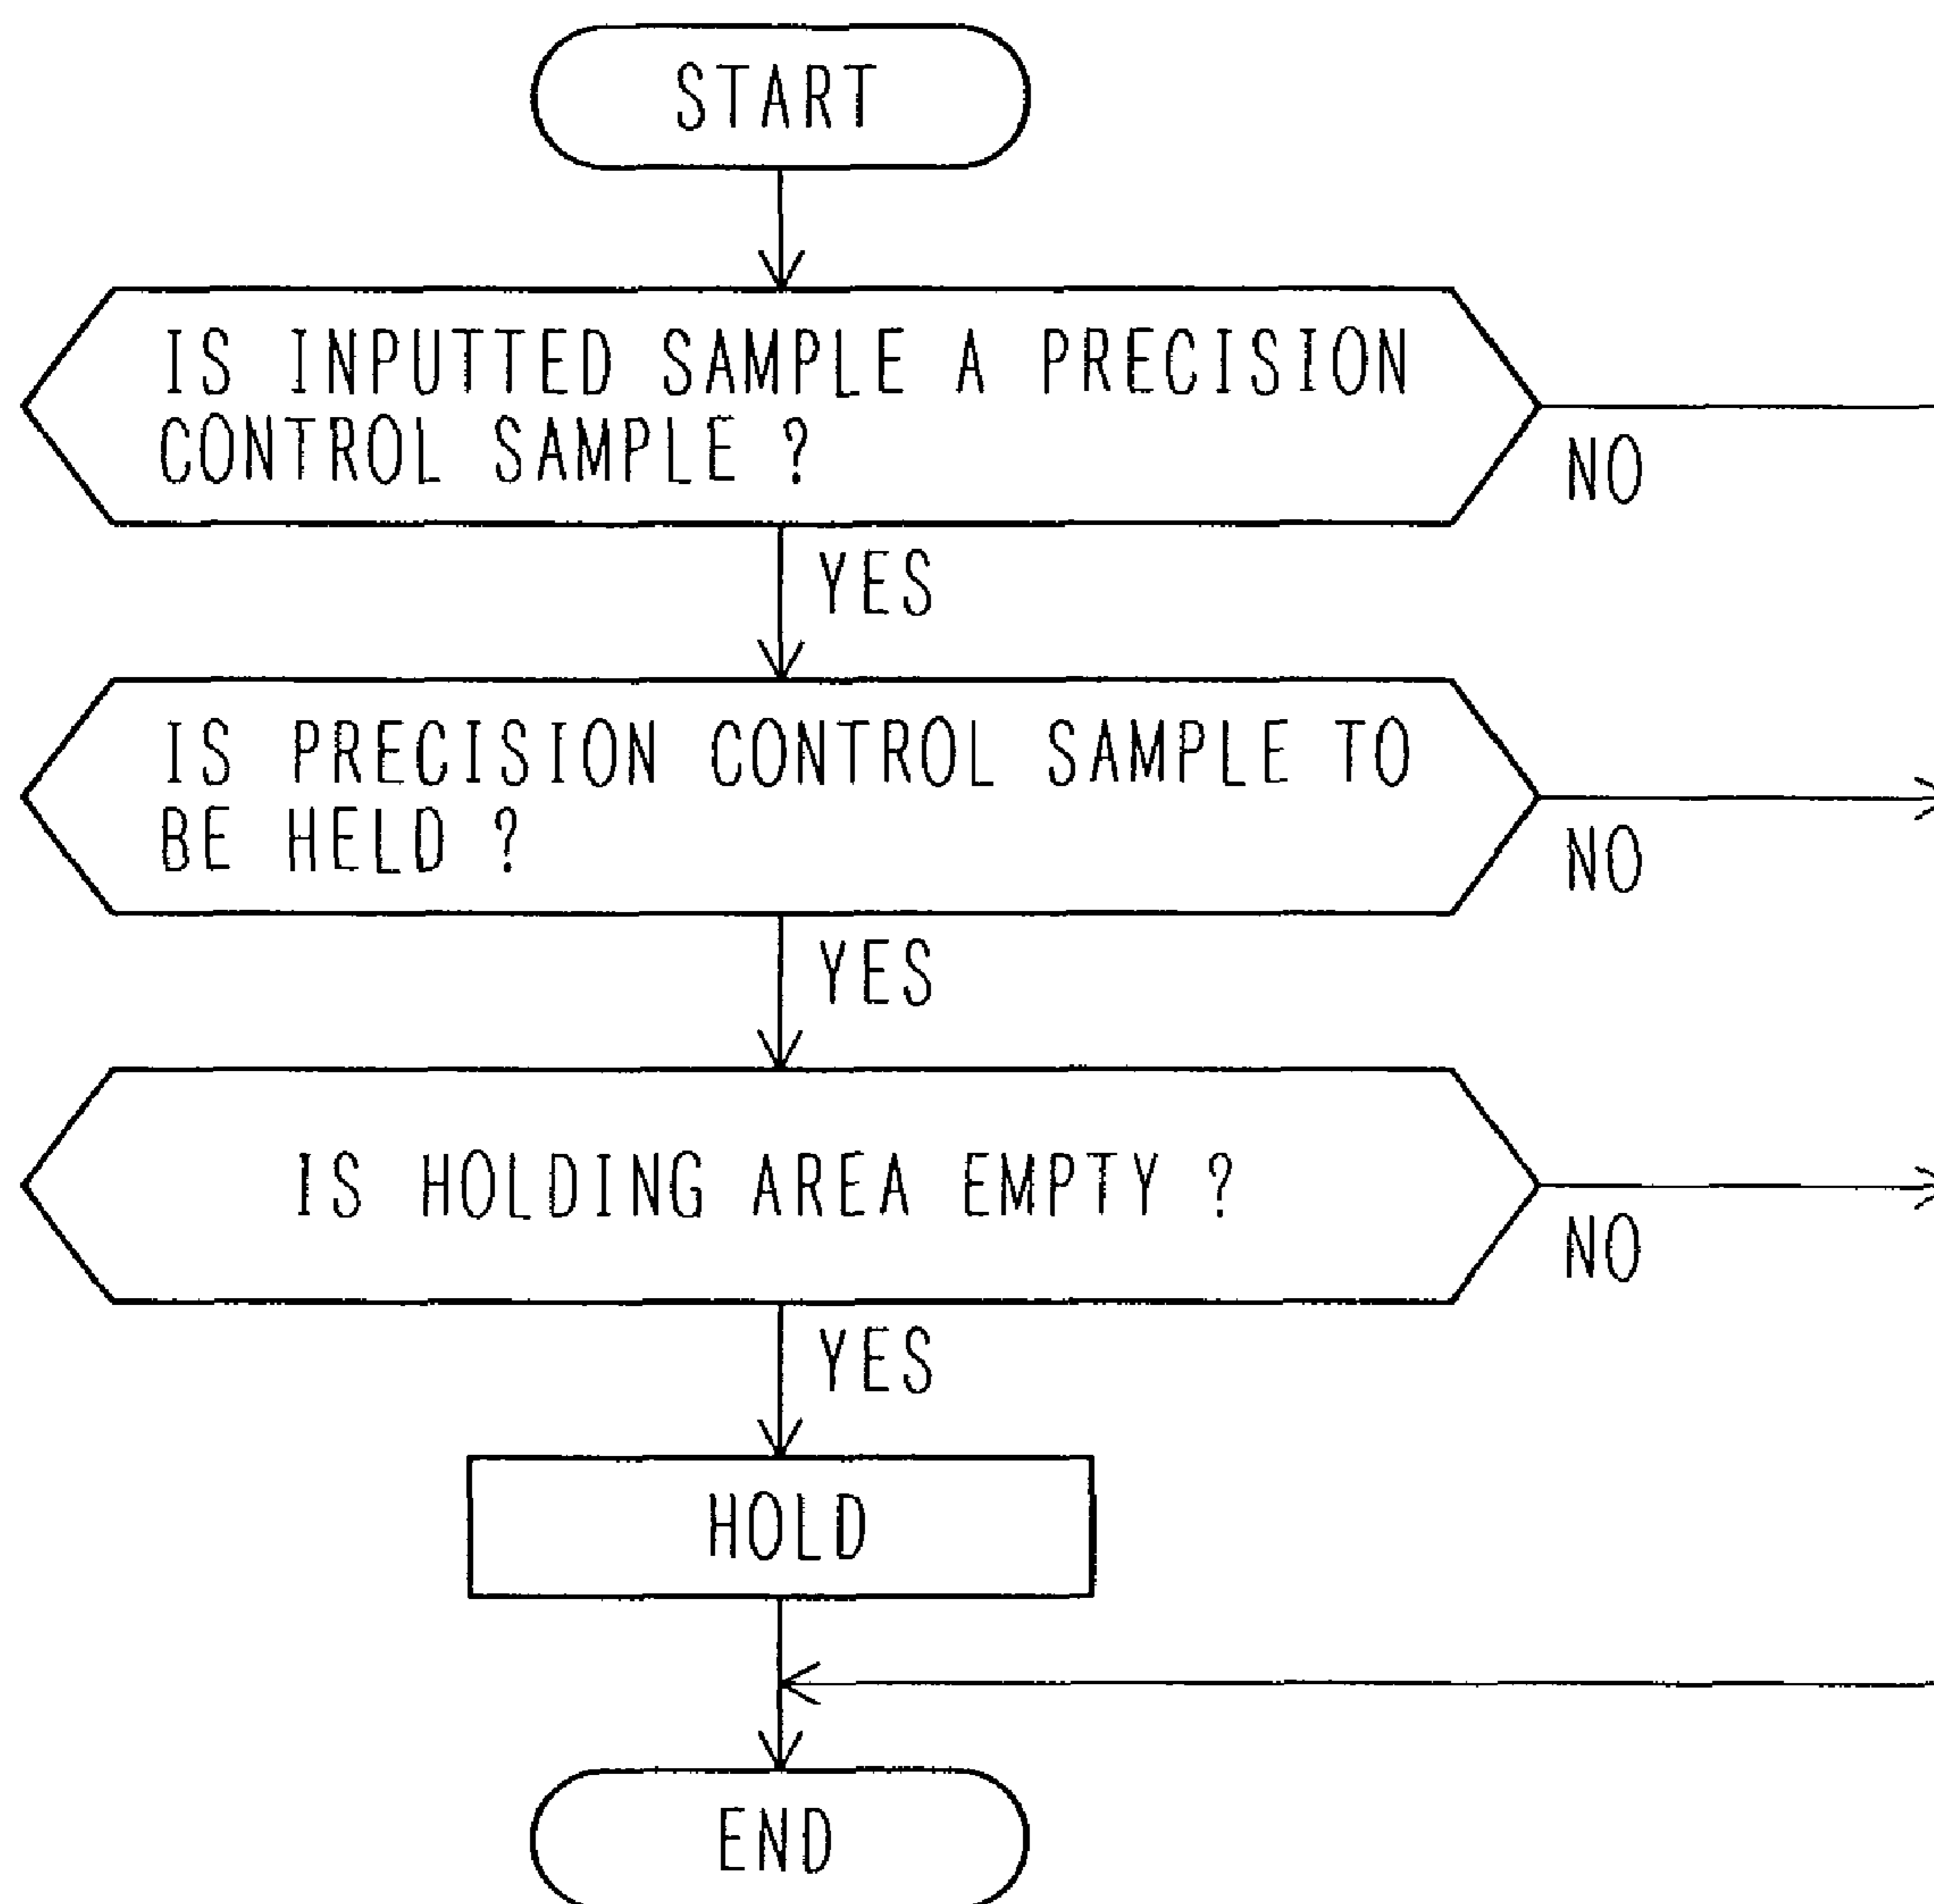 START
IS INPUTTED SAMPLE A PRECISION
CONTROL SAMPLE ?
NO
YES
IS PRECISION CONTROL SAMPLE TO
BE HELD ?
NO
YES
IS HOLDING AREA EMPTY ?
NO
YES
HOLD
END